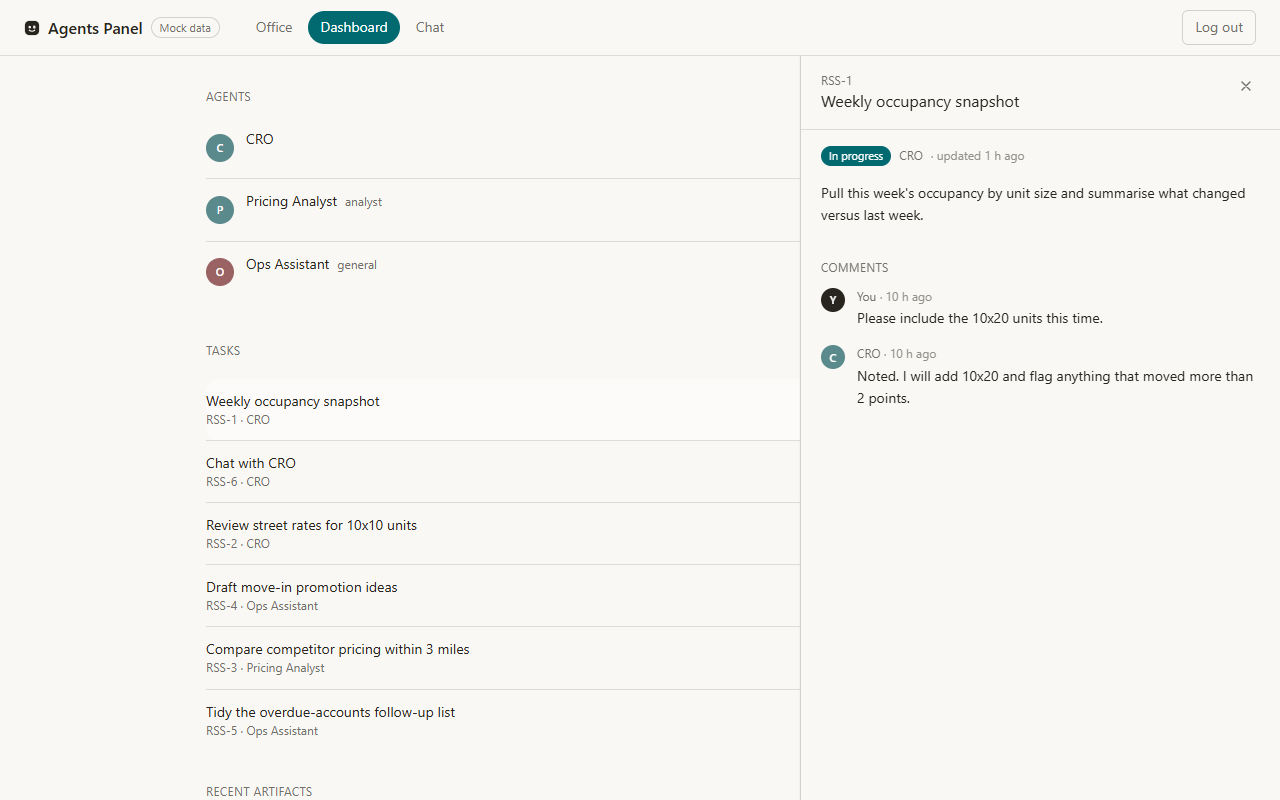 Agents Panel Mock data Office Dashboard Chat Log out
AGENTS
C CRO
P Pricing Analyst analyst
O Ops Assistant general
TASKS
Weekly occupancy snapshot
RSS-1 · CRO
Chat with CRO
RSS-6 · CRO
Review street rates for 10x10 units
RSS-2 · CRO
Draft move-in promotion ideas
RSS-4 · Ops Assistant
Compare competitor pricing within 3 miles
RSS-3 · Pricing Analyst
Tidy the overdue-accounts follow-up list
RSS-5 · Ops Assistant
RECENT ARTIFACTS
RSS-1
Weekly occupancy snapshot
In progress CRO · updated 1 h ago
Pull this week's occupancy by unit size and summarise what changed
versus last week.
COMMENTS
Y You · 10 h ago
Please include the 10x20 units this time.
C CRO · 10 h ago
Noted. I will add 10x20 and flag anything that moved more than
2 points.